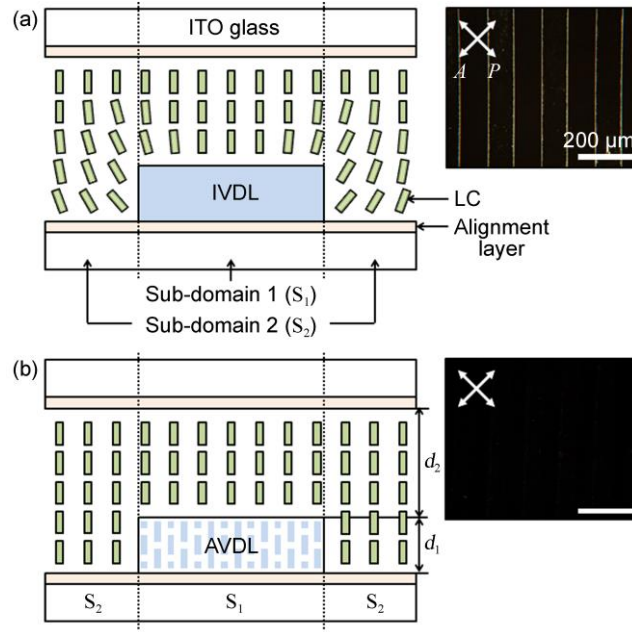 (a)
ITO glass
A P
200 μm
IVDL
LC
Alignment
layer
Sub-domain 1 (S₁)
Sub-domain 2 (S₂)
(b)
d₂
AVDL
d₁
S₂ S₁ S₂